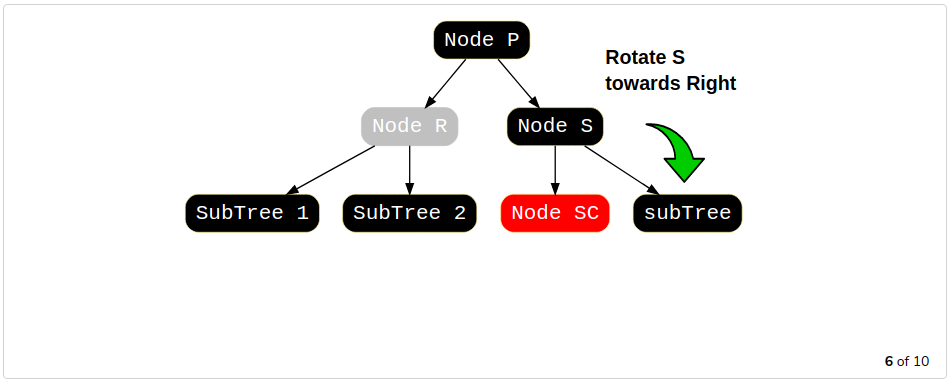 Node P
Rotate S
towards Right
Node R
Node S
SubTree 1
SubTree 2
Node SC
subTree
6 of 10